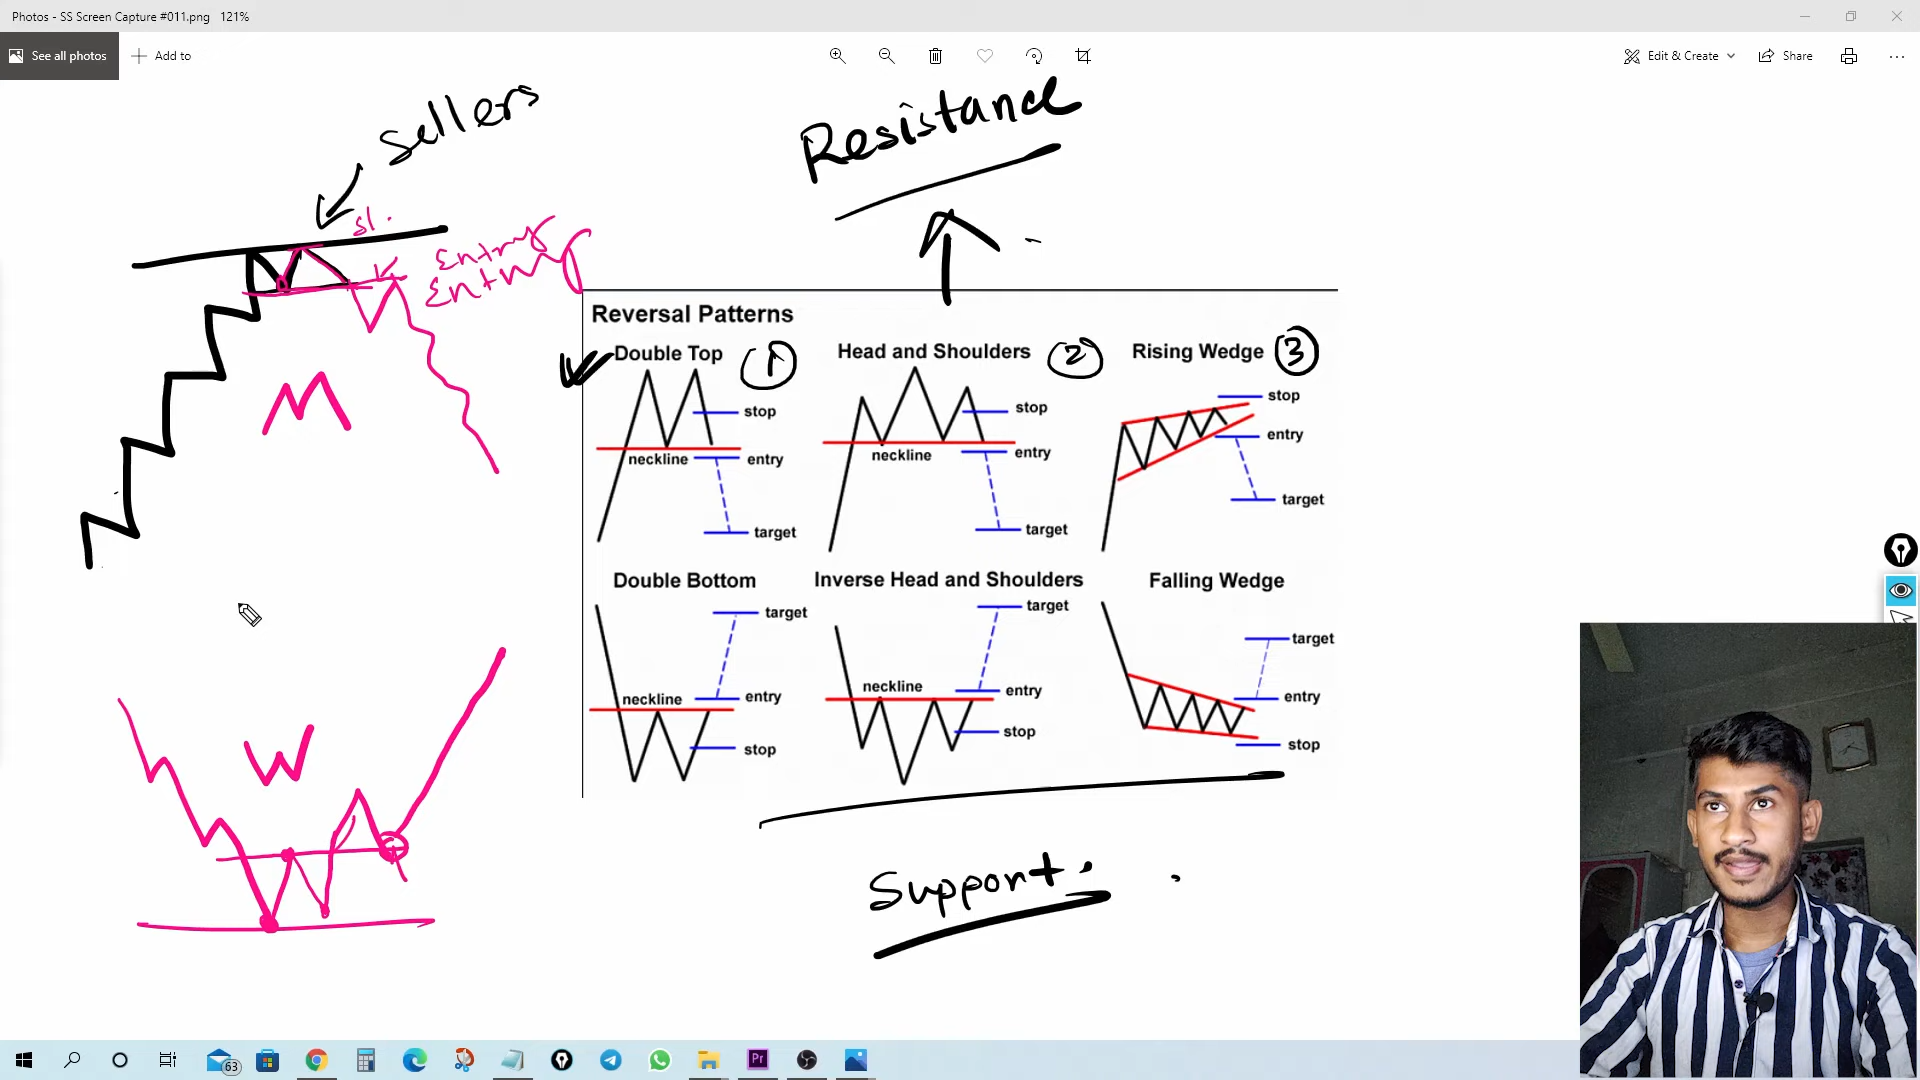 Photos - SS Screen Capture #011.png 121%
See all photos
Add to
Edit & Create
Share
Sellers
Resistance
sl.
Entry
Entry
Reversal Patterns
Double Top
1
stop
neckline
entry
target
Head and Shoulders
2
stop
neckline
entry
target
Rising Wedge
3
stop
entry
target
M
Double Bottom
target
neckline
entry
stop
Inverse Head and Shoulders
target
neckline
entry
stop
Falling Wedge
target
entry
stop
W
Support.
63
Pr